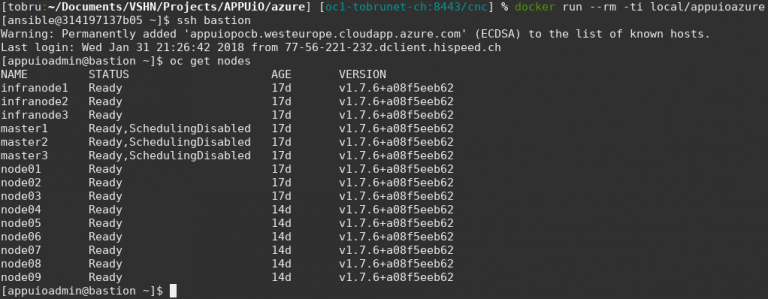 [tobru:~/Documents/VSHN/Projects/APPUiO/azure] [oc1-tobrunet-ch:8443/cnc] % docker run --rm -ti local/appuioazure
[ansible@314197137b05 ~]$ ssh bastion
Warning: Permanently added 'appuiopocb.westeurope.cloudapp.azure.com' (ECDSA) to the list of known hosts.
Last login: Wed Jan 31 21:26:42 2018 from 77-56-221-232.dclient.hispeed.ch
[appuioadmin@bastion ~]$ oc get nodes
NAME STATUS AGE VERSION
infranode1 Ready 17d v1.7.6+a08f5eeb62
infranode2 Ready 17d v1.7.6+a08f5eeb62
infranode3 Ready 17d v1.7.6+a08f5eeb62
master1 Ready,SchedulingDisabled 17d v1.7.6+a08f5eeb62
master2 Ready,SchedulingDisabled 17d v1.7.6+a08f5eeb62
master3 Ready,SchedulingDisabled 17d v1.7.6+a08f5eeb62
node01 Ready 17d v1.7.6+a08f5eeb62
node02 Ready 17d v1.7.6+a08f5eeb62
node03 Ready 17d v1.7.6+a08f5eeb62
node04 Ready 14d v1.7.6+a08f5eeb62
node05 Ready 14d v1.7.6+a08f5eeb62
node06 Ready 14d v1.7.6+a08f5eeb62
node07 Ready 14d v1.7.6+a08f5eeb62
node08 Ready 14d v1.7.6+a08f5eeb62
node09 Ready 14d v1.7.6+a08f5eeb62
[appuioadmin@bastion ~]$